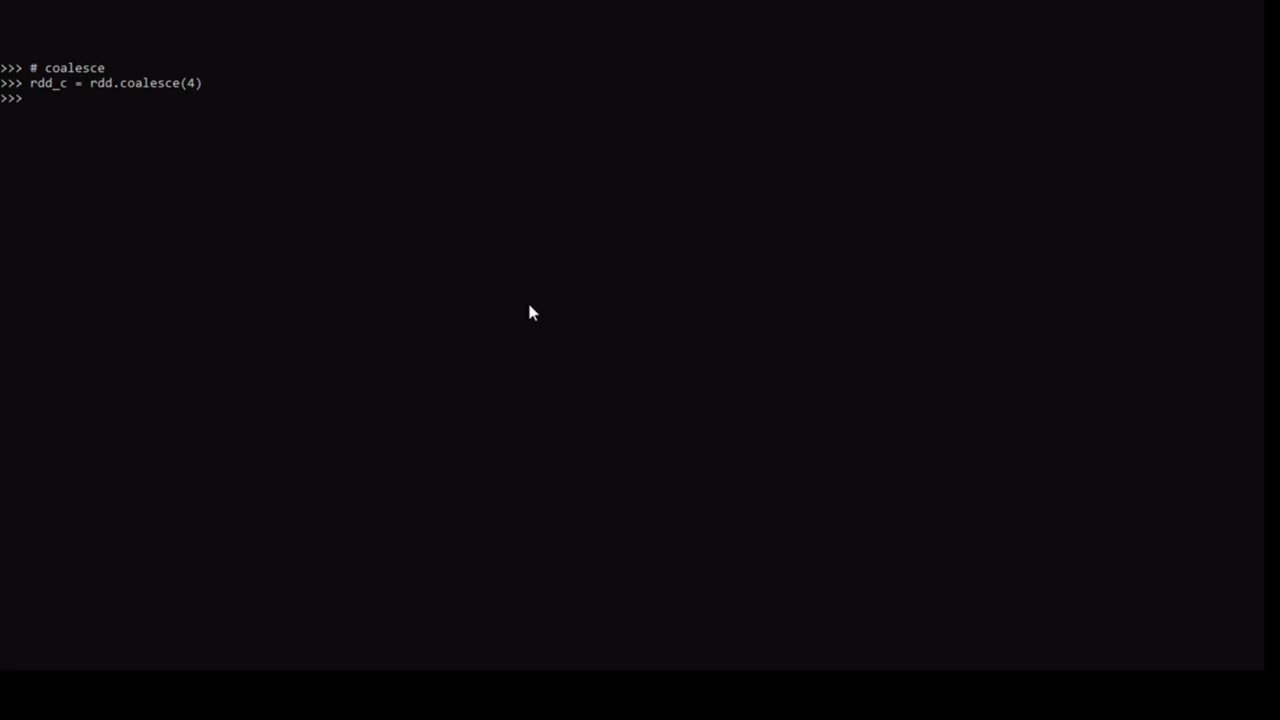 >>> # coalesce
>>> rdd_c = rdd.coalesce(4)
>>>